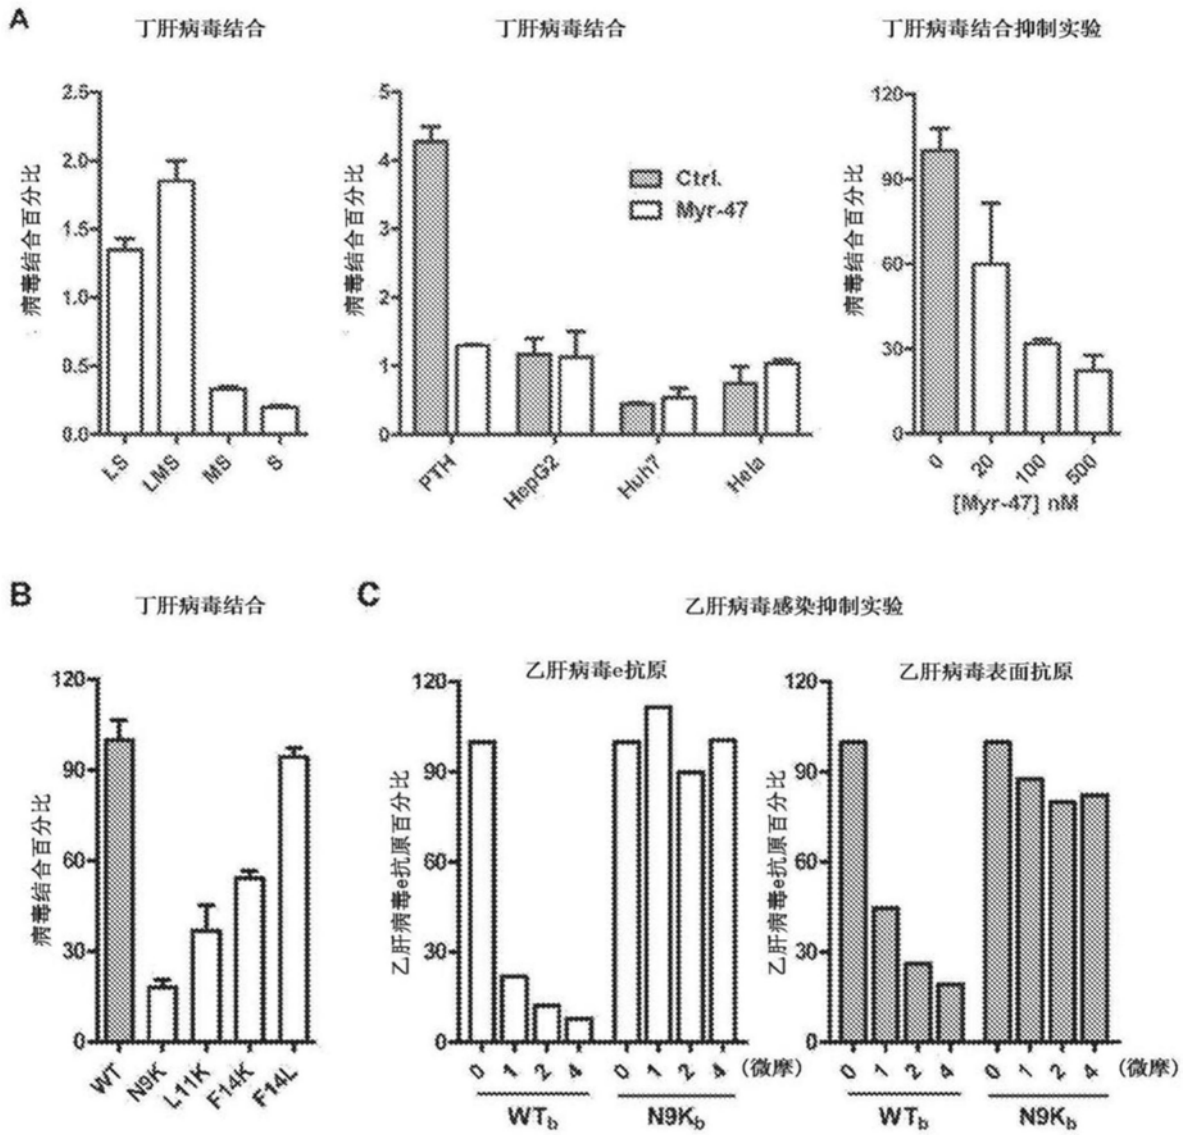 A
丁肝病毒结合
丁肝病毒结合
丁肝病毒结合抑制实验
病毒结合百分比
2.5
2.0
1.5
1.0
0.5
0.0
LS
LMS
MS
S
病毒结合百分比
5
4
3
2
1
0
Ctrl.
Myr-47
PTH
HepG2
Huh7
Hela
病毒结合百分比
120
90
60
30
0
0
20
100
500
[Myr-47] nM
B
丁肝病毒结合
病毒结合百分比
120
90
60
30
0
WT
N9K
L11K
F14K
F14L
C
乙肝病毒感染抑制实验
乙肝病毒e抗原
乙肝病毒e抗原百分比
120
90
60
30
0
0 1 2 4 0 1 2 4 (微摩)
WTb N9Kb
乙肝病毒表面抗原
乙肝病毒e抗原百分比
120
90
60
30
0
0 1 2 4 0 1 2 4 (微摩)
WTb N9Kb